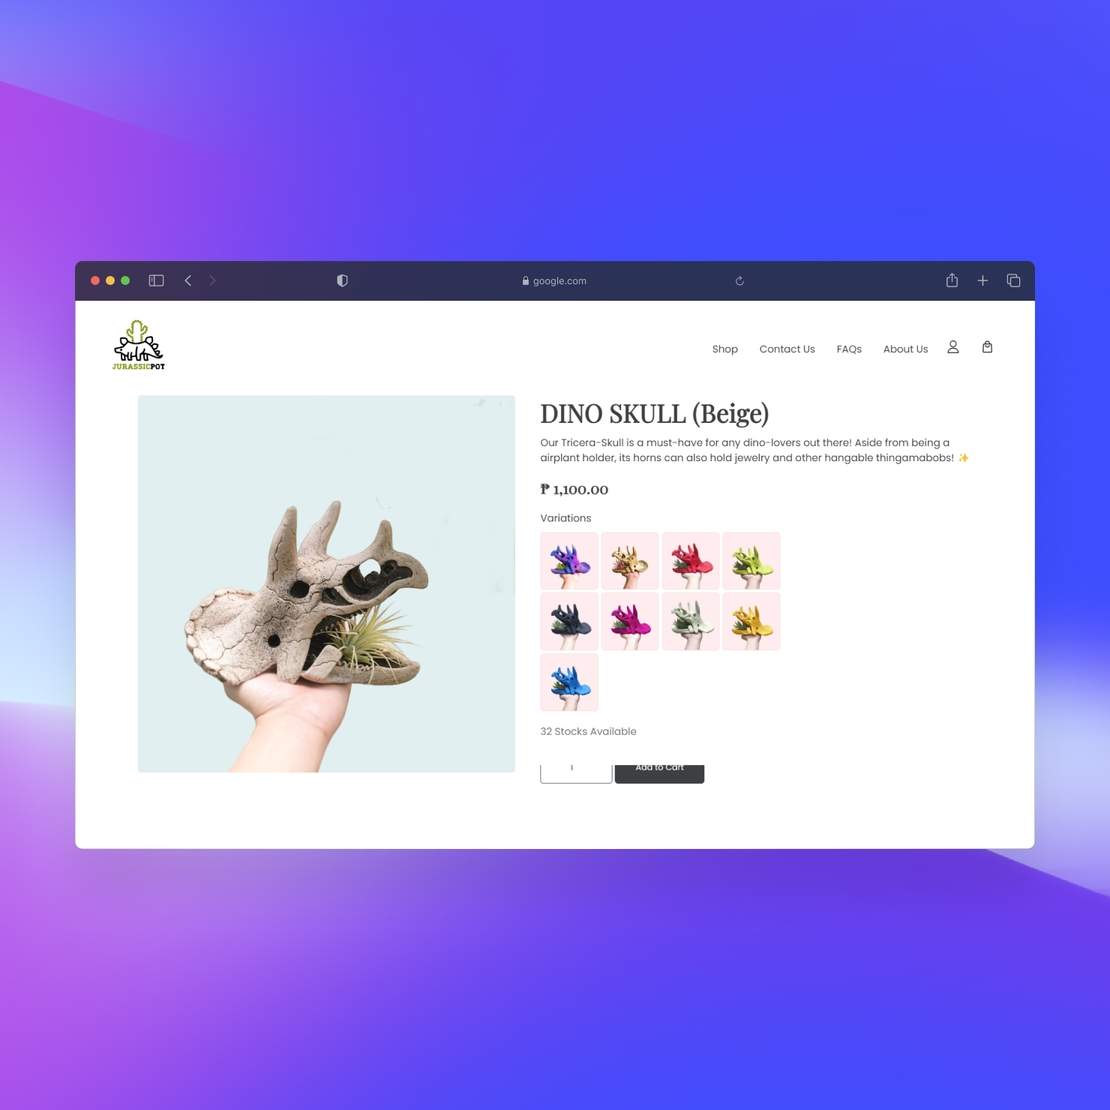 google.com
JURASSICPOT
Shop Contact Us FAQs About Us
DINO SKULL (Beige)
Our Tricera-Skull is a must-have for any dino-lovers out there! Aside from being a
airplant holder, its horns can also hold jewelry and other hangable thingamabobs! ✨
₱ 1,100.00
Variations
32 Stocks Available
1 Add to Cart